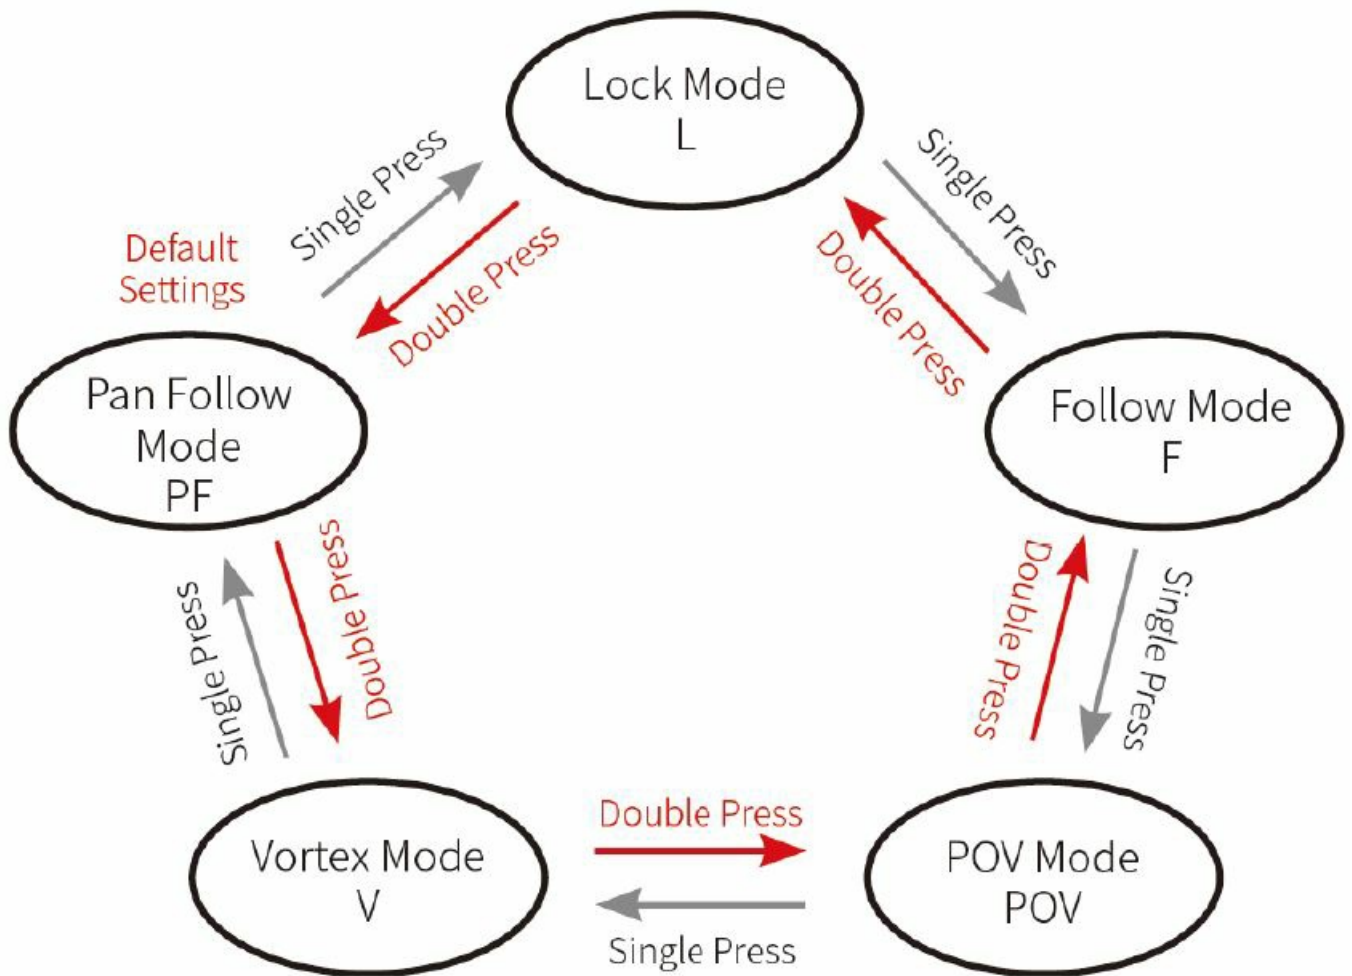 Lock Mode
L
Single Press
Single Press
Default
Settings
Double Press
Double Press
Pan Follow
Mode
PF
Follow Mode
F
Double Press
Single Press
Double Press
Single Press
Vortex Mode
V
Double Press
Single Press
POV Mode
POV